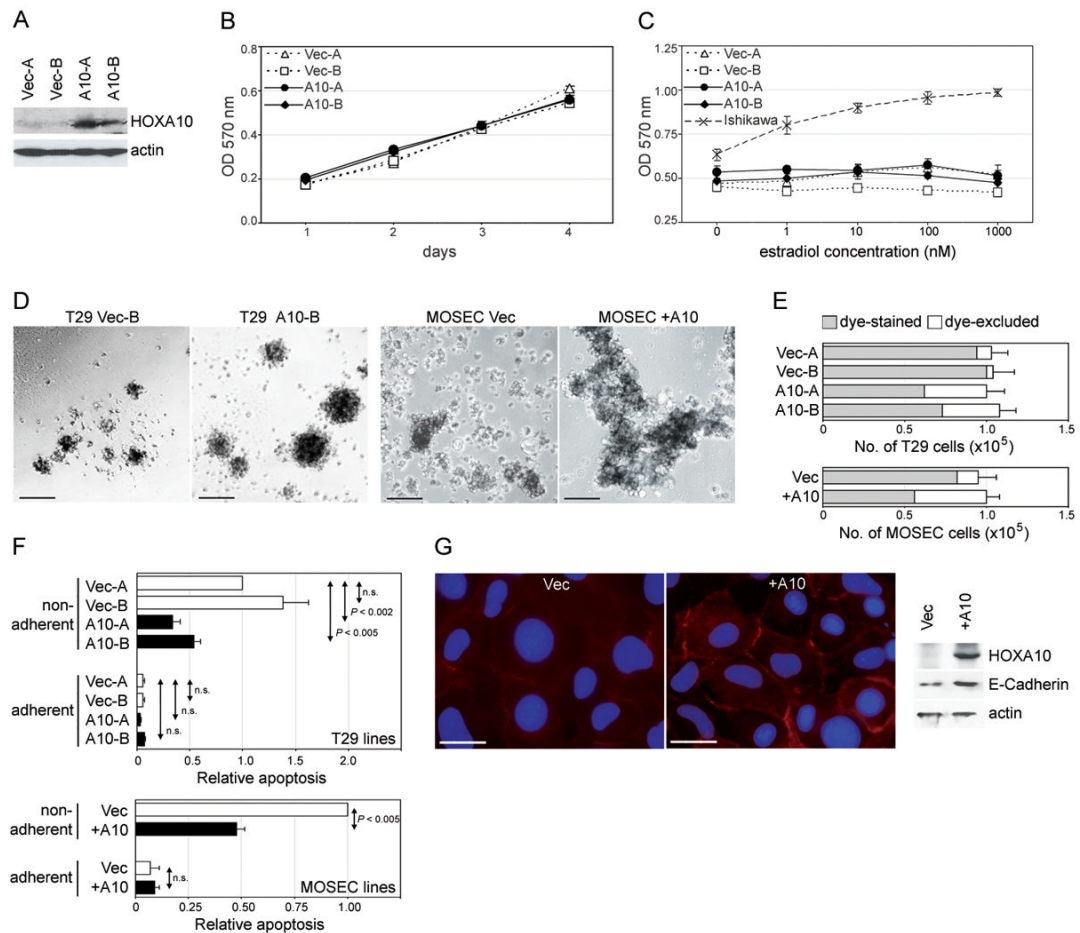 A
Vec-A
Vec-B
A10-A
A10-B
HOXA10
actin
B
OD 570 nm
0.8
0.6
0.4
0.2
0.0
Vec-A
Vec-B
A10-A
A10-B
1 2 3 4
days
C
OD 570 nm
1.25
1.00
0.75
0.50
0.25
Vec-A
Vec-B
A10-A
A10-B
Ishikawa
0 1 10 100 1000
estradiol concentration (nM)
D
T29 Vec-B
T29 A10-B
MOSEC Vec
MOSEC +A10
E
dye-stained dye-excluded
Vec-A
Vec-B
A10-A
A10-B
0 0.5 1.0 1.5
No. of T29 cells (x10⁵)
Vec
+A10
0 0.5 1.0 1.5
No. of MOSEC cells (x10⁵)
F
non-
adherent
Vec-A
Vec-B
A10-A
A10-B
n.s.
P < 0.002
P < 0.005
adherent
Vec-A
Vec-B
A10-A
A10-B
n.s.
n.s.
n.s.
T29 lines
0 0.5 1.0 1.5 2.0
Relative apoptosis
non-
adherent
Vec
+A10
P < 0.005
adherent
Vec
+A10
n.s.
MOSEC lines
0 0.25 0.50 0.75 1.00
Relative apoptosis
G
Vec
+A10
Vec
+A10
HOXA10
E-Cadherin
actin